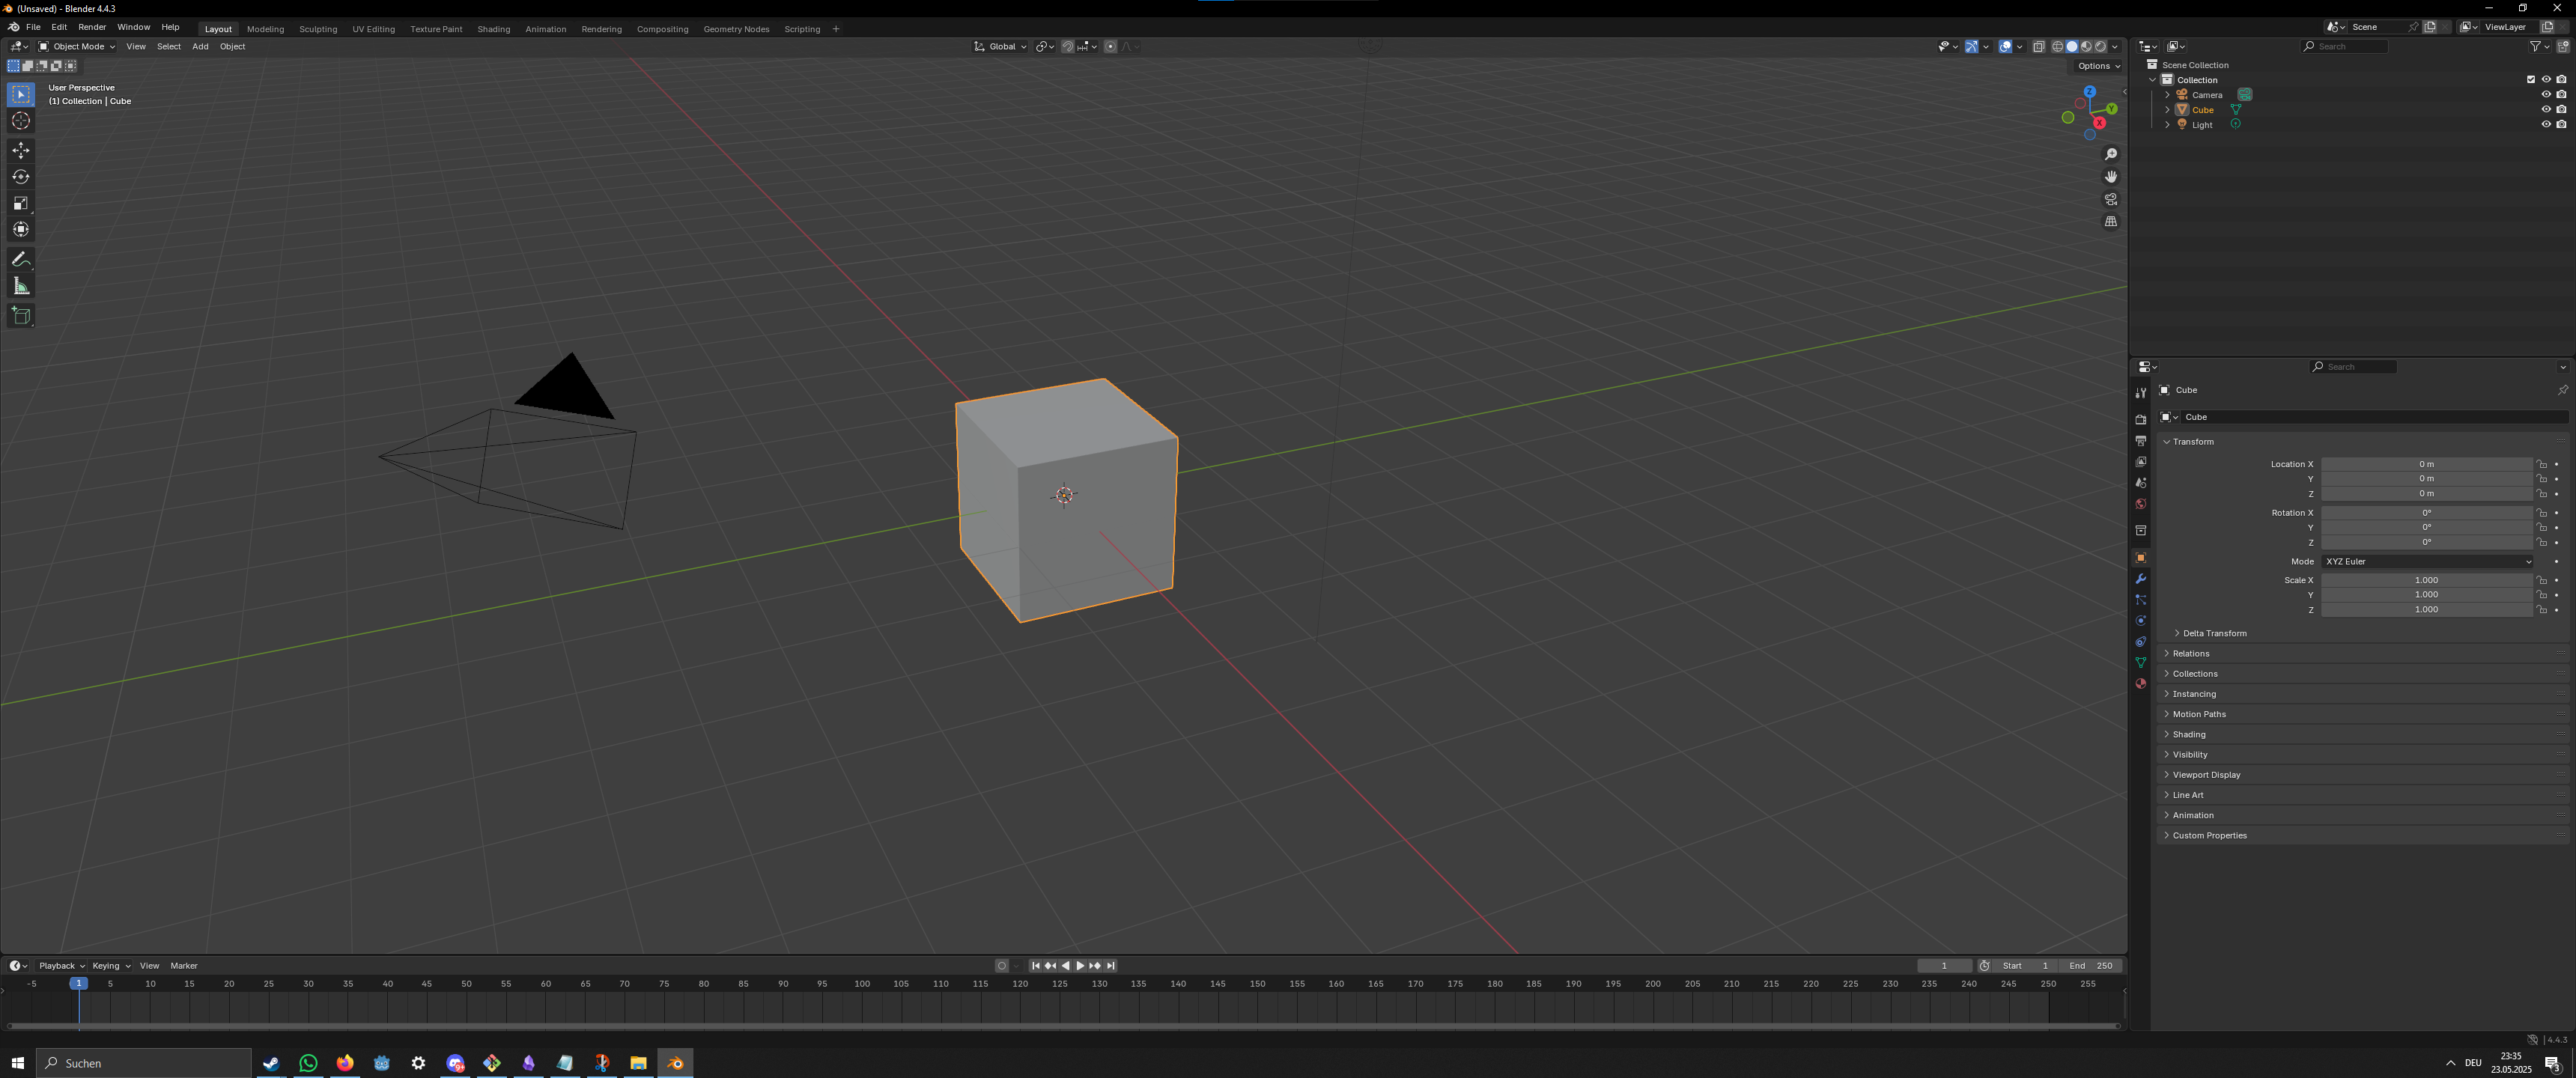 (Unsaved) - Blender 4.4.3
File Edit Render Window Help Layout Modeling Sculpting UV Editing Texture Paint Shading Animation Rendering Compositing Geometry Nodes Scripting + Scene ViewLayer
Object Mode View Select Add Object Global Search
Options
User Perspective
(1) Collection | Cube
Z
Y
X
Scene Collection
Collection
Camera
Cube
Light
Search
Cube
Cube
Transform
Location X 0 m
Y 0 m
Z 0 m
Rotation X 0°
Y 0°
Z 0°
Mode XYZ Euler
Scale X 1.000
Y 1.000
Z 1.000
Delta Transform
Relations
Collections
Instancing
Motion Paths
Shading
Visibility
Viewport Display
Line Art
Animation
Custom Properties
Playback Keying View Marker 1 Start 1 End 250
-5 1 5 10 15 20 25 30 35 40 45 50 55 60 65 70 75 80 85 90 95 100 105 110 115 120 125 130 135 140 145 150 155 160 165 170 175 180 185 190 195 200 205 210 215 220 225 230 235 240 245 250 255
4.4.3
Suchen 9+ DEU 23:35
23.05.2025 3